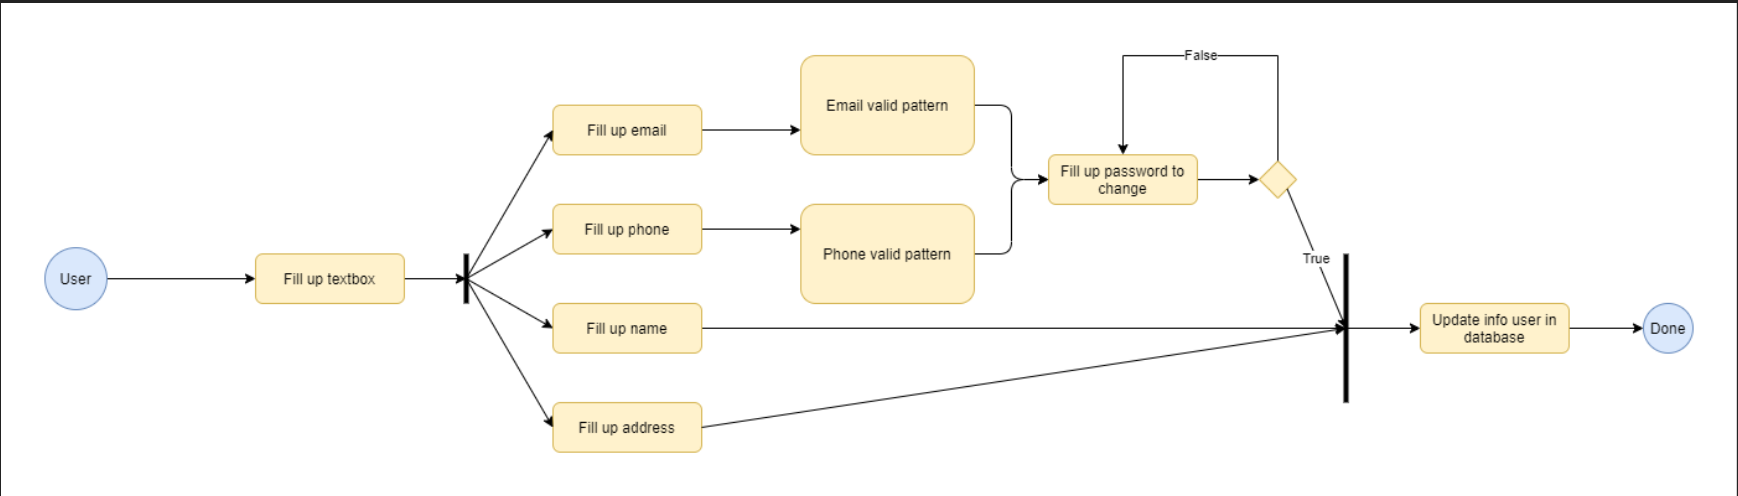 User
Fill up textbox
Fill up email
Fill up phone
Fill up name
Fill up address
Email valid pattern
Phone valid pattern
Fill up password to
change
False
True
Update info user in
database
Done